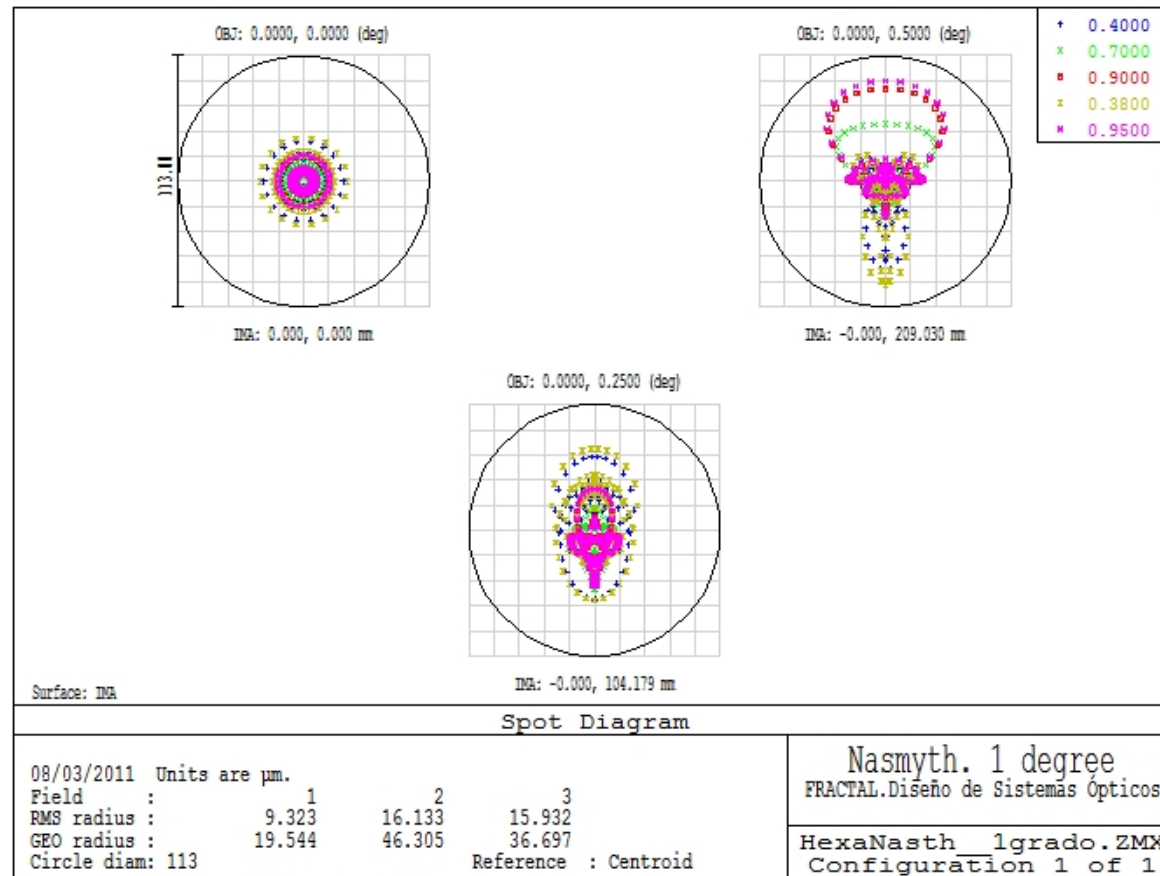 OBJ: 0.0000, 0.0000 (deg)
OBJ: 0.0000, 0.5000 (deg)
0.4000
0.7000
0.9000
0.3800
0.9500
IMA: 0.000, 0.000 mm
IMA: -0.000, 209.030 mm
OBJ: 0.0000, 0.2500 (deg)
IMA: -0.000, 104.179 mm
Surface: IMA
Spot Diagram
08/03/2011 Units are µm.
Field : 1 2 3
RMS radius : 9.323 16.133 15.932
GEO radius : 19.544 46.305 36.697
Circle diam: 113 Reference : Centroid
Nasmyth. 1 degree
FRACTAL.Diseño de Sistemas Ópticos
HexaNasth__1grado.ZMX
Configuration 1 of 1